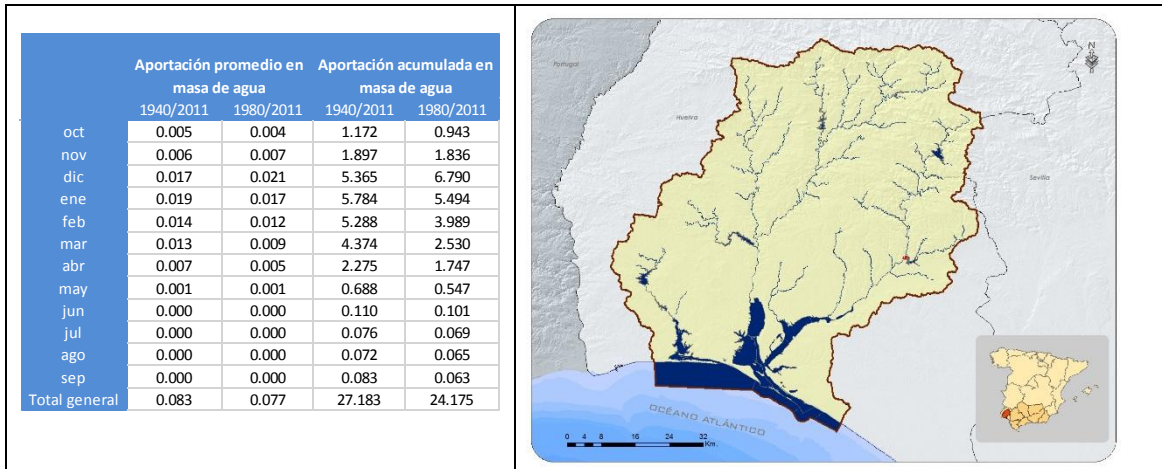 Aportación promedio en Aportación acumulada en
masa de agua masa de agua
1940/2011 1980/2011 1940/2011 1980/2011
oct 0.005 0.004 1.172 0.943
nov 0.006 0.007 1.897 1.836
dic 0.017 0.021 5.365 6.790
ene 0.019 0.017 5.784 5.494
feb 0.014 0.012 5.288 3.989
mar 0.013 0.009 4.374 2.530
abr 0.007 0.005 2.275 1.747
may 0.001 0.001 0.688 0.547
jun 0.000 0.000 0.110 0.101
jul 0.000 0.000 0.076 0.069
ago 0.000 0.000 0.072 0.065
sep 0.000 0.000 0.083 0.063
Total general 0.083 0.077 27.183 24.175
N
Portugal
Huelva
Sevilla
OCÉANO ATLÁNTICO
0 4 8 16 24 32
Km.